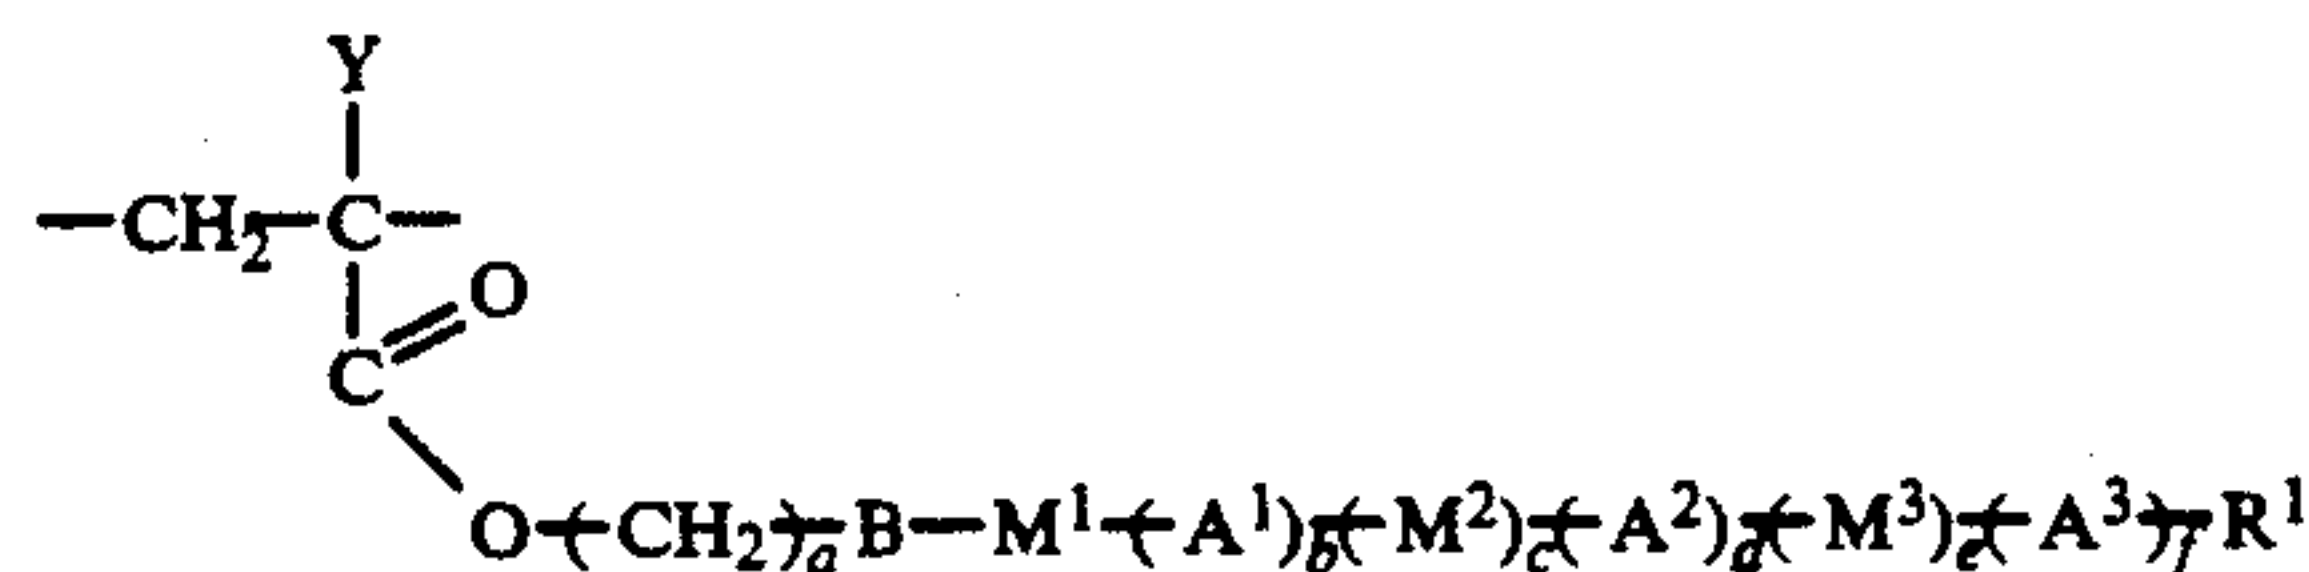 Y
—CH₂—C—
O
C
O—(CH₂)ₐ—B—M¹—(A¹)b—(M²)c—(A²)d—(M³)e—(A³)f—R¹